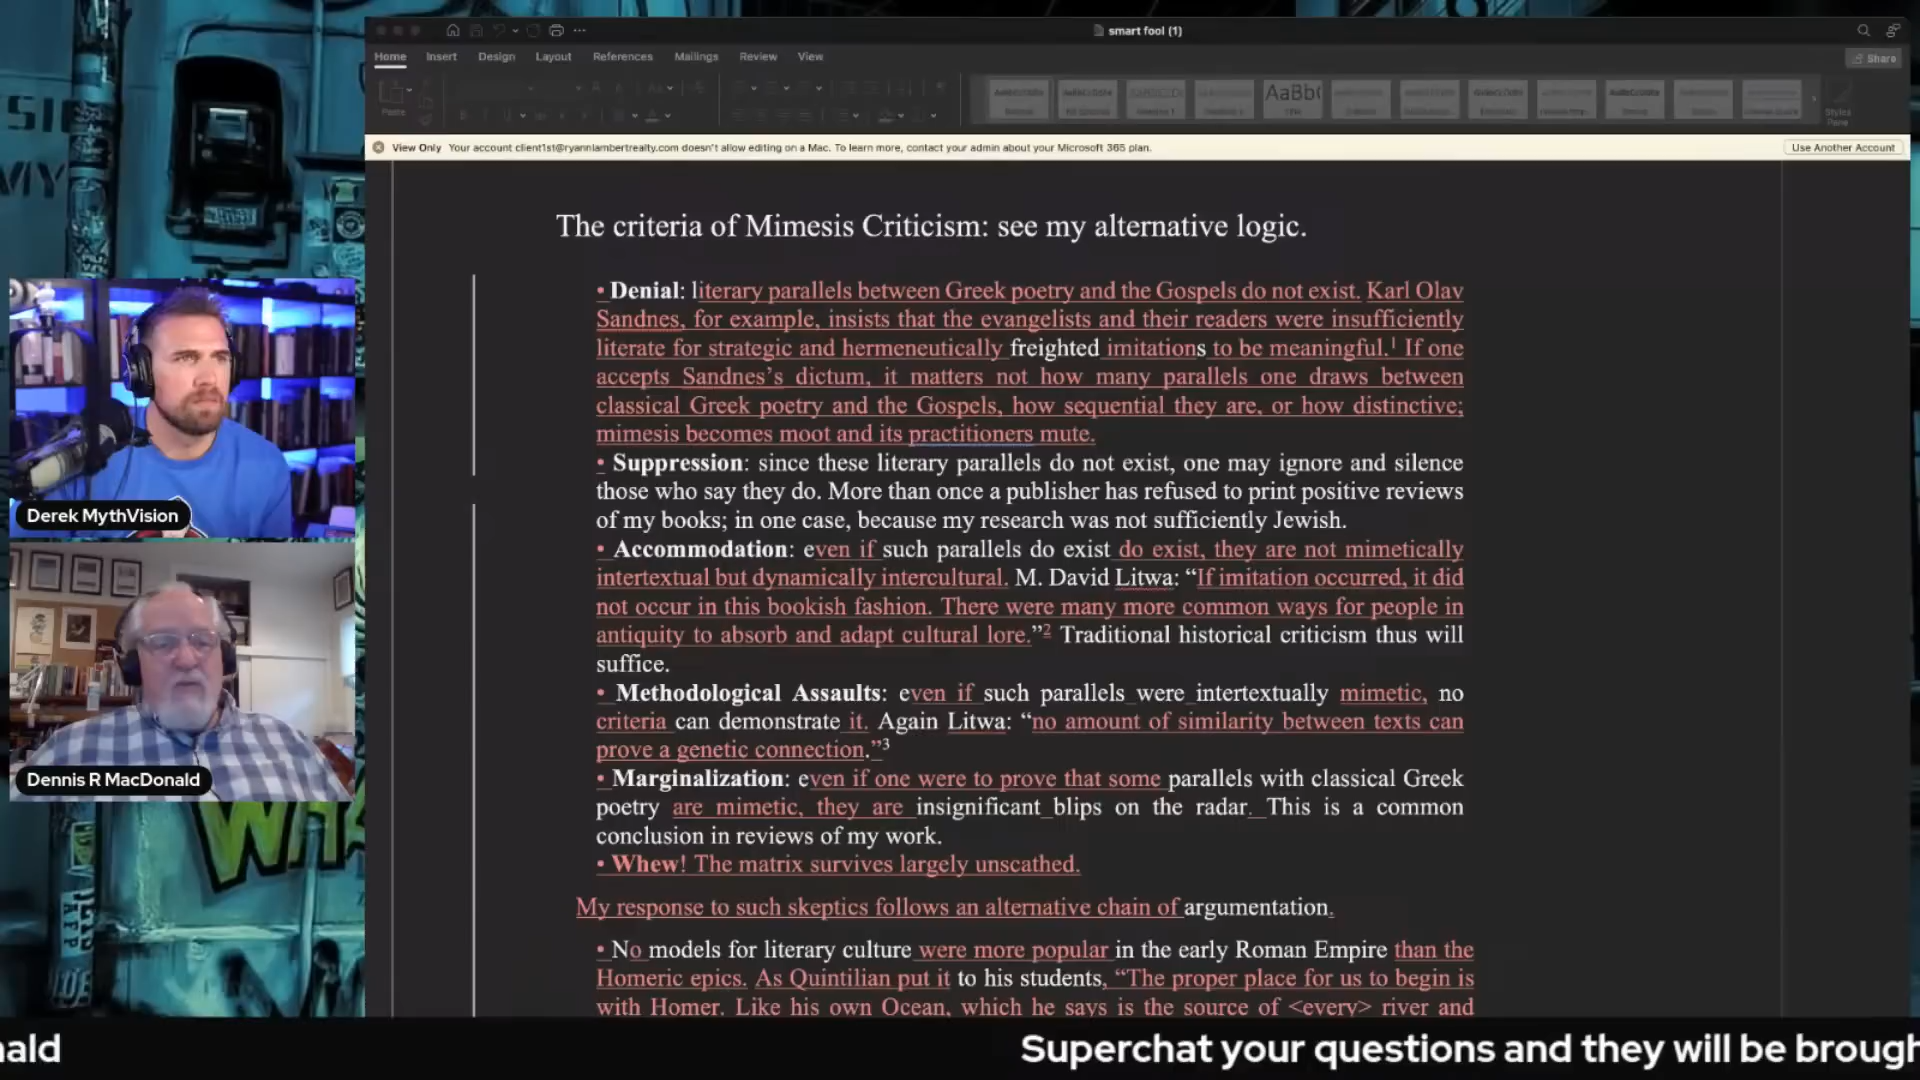 smart fool (1)
Home Insert Design Layout References Mailings Review View
Share
Paste
Styles
Pane
View Only Your account client1st@ryannlambertrealty.com doesn't allow editing on a Mac. To learn more, contact your admin about your Microsoft 365 plan.
Use Another Account
The criteria of Mimesis Criticism: see my alternative logic.
• Denial: literary parallels between Greek poetry and the Gospels do not exist. Karl Olav
Sandnes, for example, insists that the evangelists and their readers were insufficiently
literate for strategic and hermeneutically freighted imitations to be meaningful.1 If one
accepts Sandnes's dictum, it matters not how many parallels one draws between
classical Greek poetry and the Gospels, how sequential they are, or how distinctive;
mimesis becomes moot and its practitioners mute.
• Suppression: since these literary parallels do not exist, one may ignore and silence
those who say they do. More than once a publisher has refused to print positive reviews
of my books; in one case, because my research was not sufficiently Jewish.
• Accommodation: even if such parallels do exist do exist, they are not mimetically
intertextual but dynamically intercultural. M. David Litwa: “If imitation occurred, it did
not occur in this bookish fashion. There were many more common ways for people in
antiquity to absorb and adapt cultural lore.”2 Traditional historical criticism thus will
suffice.
• Methodological Assaults: even if such parallels were intertextually mimetic, no
criteria can demonstrate it. Again Litwa: “no amount of similarity between texts can
prove a genetic connection.”3
• Marginalization: even if one were to prove that some parallels with classical Greek
poetry are mimetic, they are insignificant blips on the radar. This is a common
conclusion in reviews of my work.
• Whew! The matrix survives largely unscathed.
My response to such skeptics follows an alternative chain of argumentation.
• No models for literary culture were more popular in the early Roman Empire than the
Homeric epics. As Quintilian put it to his students, “The proper place for us to begin is
with Homer. Like his own Ocean, which he says is the source of <every> river and
Derek MythVision
Dennis R MacDonald
nald
Superchat your questions and they will be brough